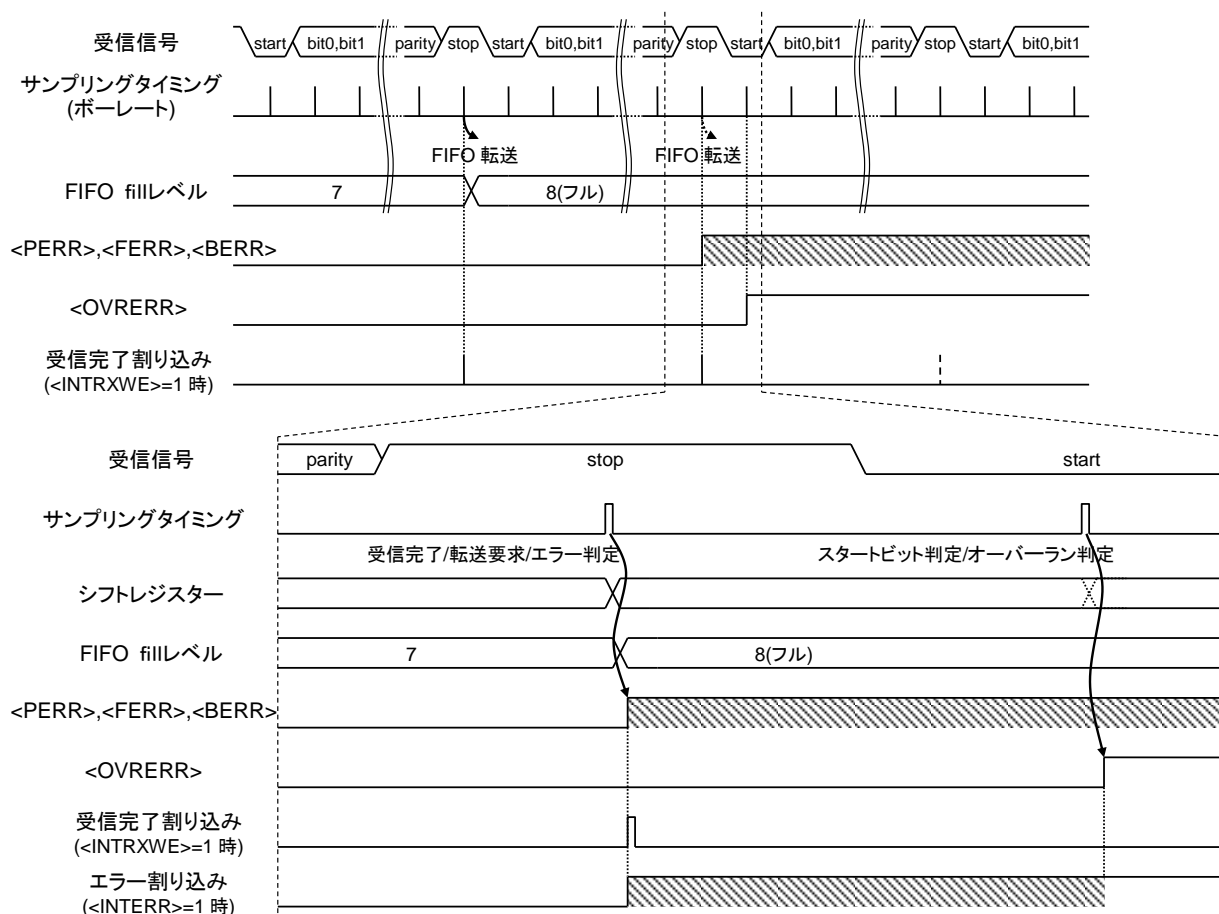 受信信号
start bit0,bit1 parity stop start bit0,bit1 parity stop start bit0,bit1 parity stop start bit0,bit1
サンプリングタイミング
(ボーレート)
FIFO 転送 FIFO 転送
FIFO fillレベル 7 8(フル)
<PERR>,<FERR>,<BERR>
<OVRERR>
受信完了割り込み
(<INTRXWE>=1 時)
受信信号 parity stop start
サンプリングタイミング
受信完了/転送要求/エラー判定 スタートビット判定/オーバーラン判定
シフトレジスター
FIFO fillレベル 7 8(フル)
<PERR>,<FERR>,<BERR>
<OVRERR>
受信完了割り込み
(<INTRXWE>=1 時)
エラー割り込み
(<INTERR>=1 時)